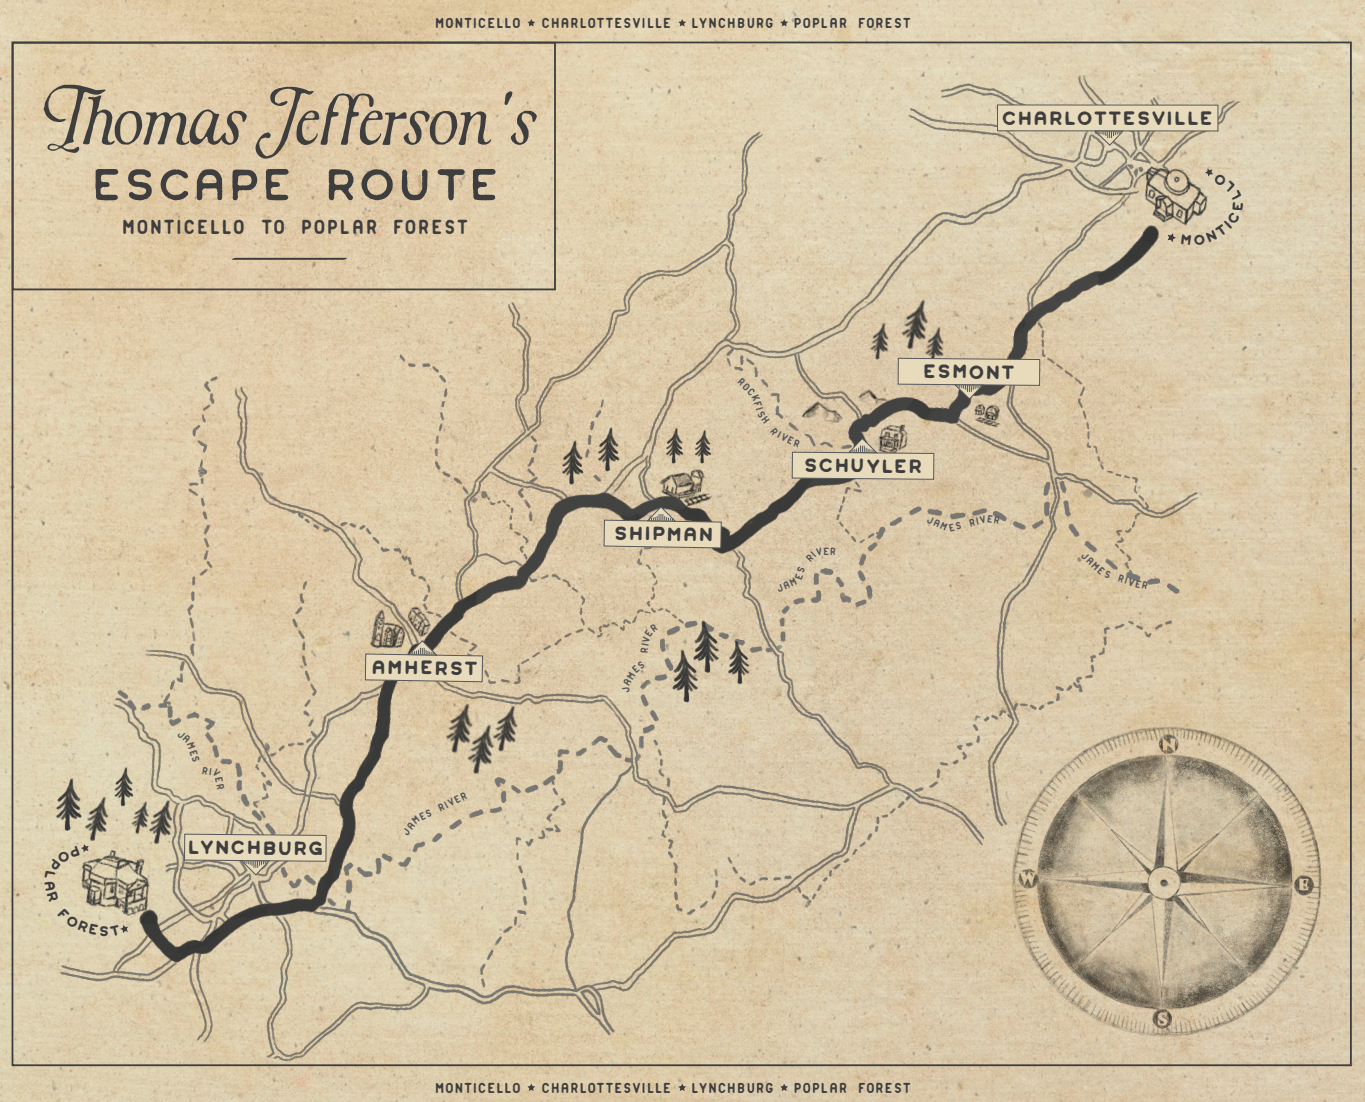 MONTICELLO ★ CHARLOTTESVILLE ★ LYNCHBURG ★ POPLAR FOREST
Thomas Jefferson's
ESCAPE ROUTE
MONTICELLO TO POPLAR FOREST
CHARLOTTESVILLE
★ MONTICELLO ★
ESMONT
ROCKFISH RIVER
SCHUYLER
SHIPMAN
JAMES RIVER
JAMES RIVER
JAMES RIVER
JAMES RIVER
AMHERST
JAMES RIVER
JAMES RIVER
LYNCHBURG
★ POPLAR FOREST ★
N
W
E
S
MONTICELLO ★ CHARLOTTESVILLE ★ LYNCHBURG ★ POPLAR FOREST